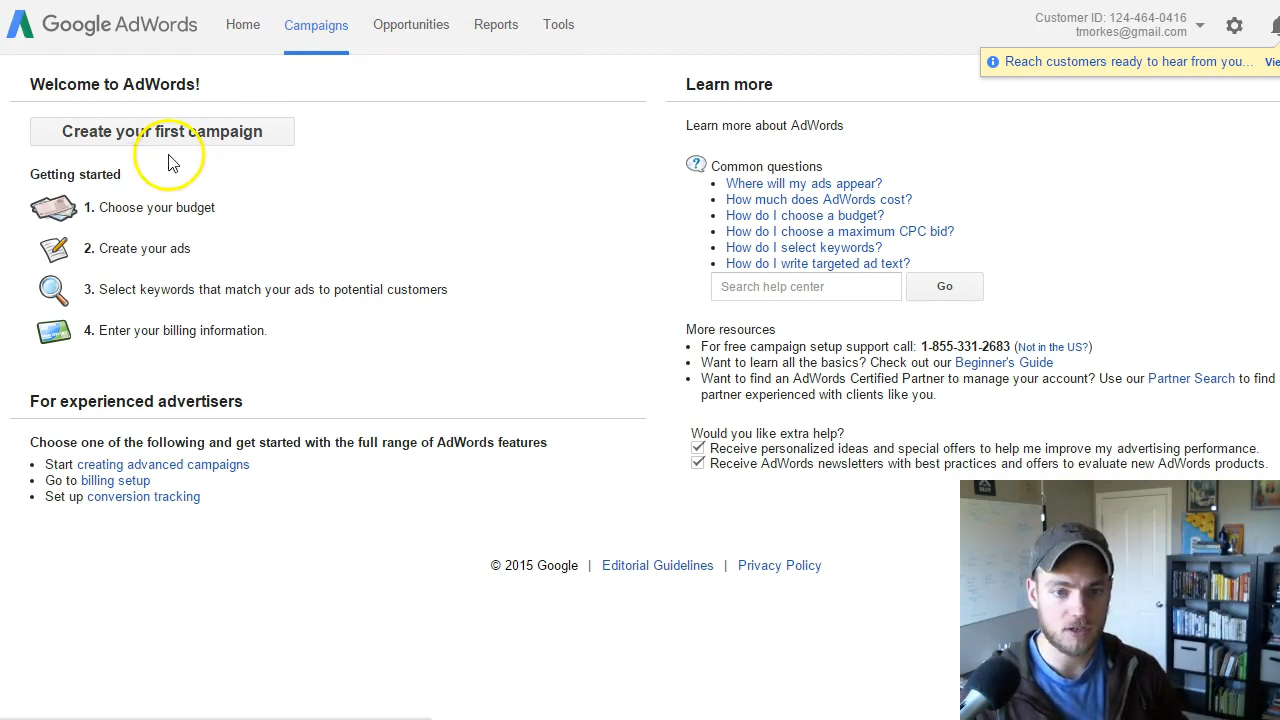 Google AdWords
Home
Campaigns
Opportunities
Reports
Tools
Customer ID: 124-464-0416
tmorkes@gmail.com
Reach customers ready to hear from you...
Welcome to AdWords!
Create your first campaign
Getting started
1. Choose your budget
2. Create your ads
3. Select keywords that match your ads to potential customers
4. Enter your billing information.
For experienced advertisers
Choose one of the following and get started with the full range of AdWords features
• Start creating advanced campaigns
• Go to billing setup
• Set up conversion tracking
Learn more
Learn more about AdWords
? Common questions
• Where will my ads appear?
• How much does AdWords cost?
• How do I choose a budget?
• How do I choose a maximum CPC bid?
• How do I select keywords?
• How do I write targeted ad text?
Search help center
Go
More resources
• For free campaign setup support call: 1-855-331-2683 (Not in the US?)
• Want to learn all the basics? Check out our Beginner's Guide
• Want to find an AdWords Certified Partner to manage your account? Use our Partner Search to find
partner experienced with clients like you.
Would you like extra help?
Receive personalized ideas and special offers to help me improve my advertising performance.
Receive AdWords newsletters with best practices and offers to evaluate new AdWords products.
© 2015 Google | Editorial Guidelines | Privacy Policy